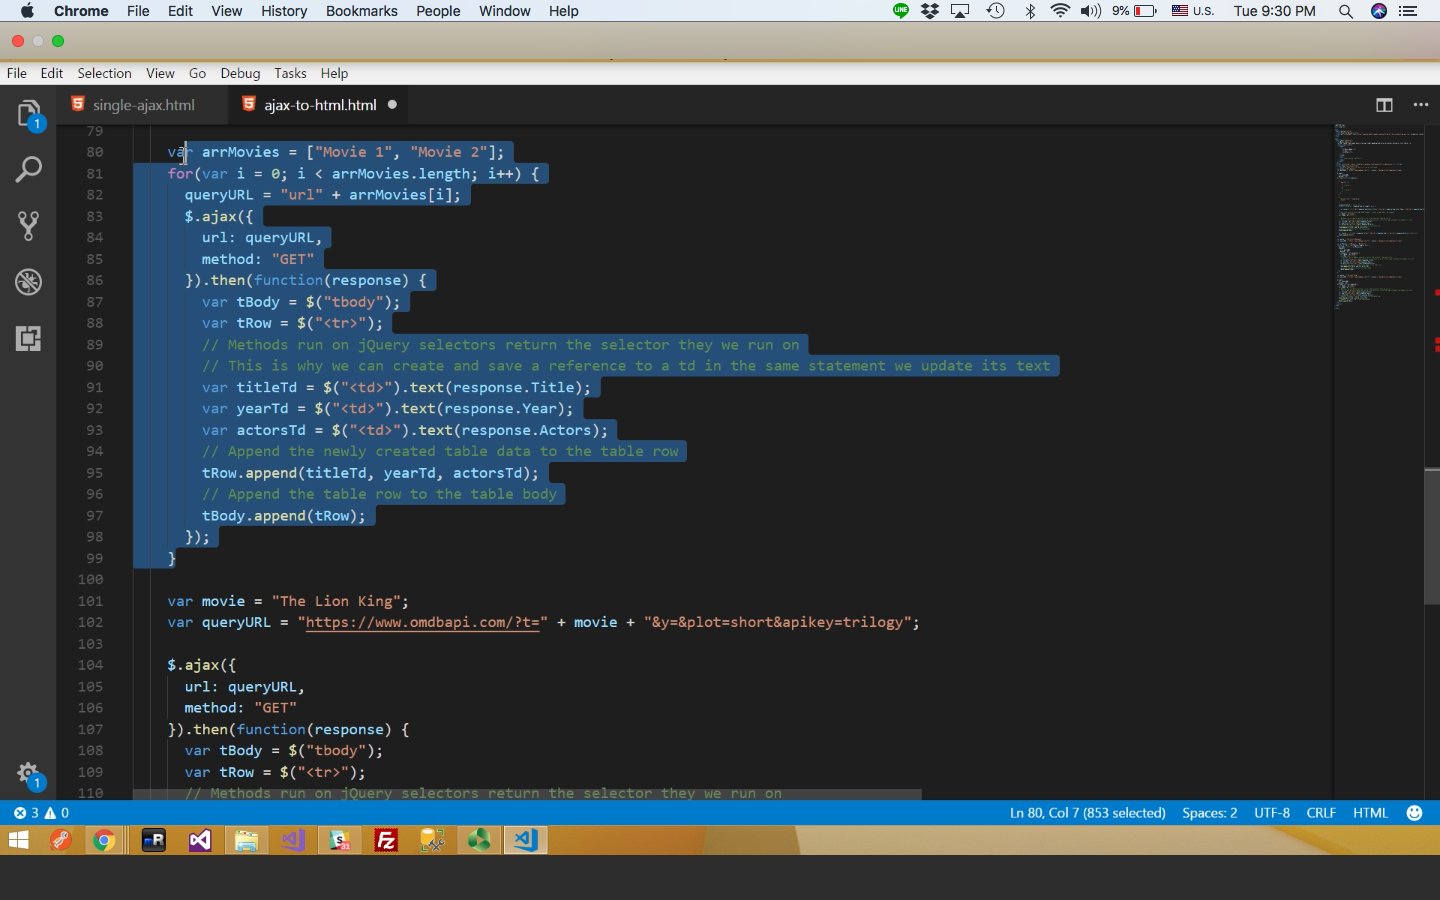 Chrome File Edit View History Bookmarks People Window Help LINE 9% U.S. Tue 9:30 PM
File Edit Selection View Go Debug Tasks Help
1 5 single-ajax.html 5 ajax-to-html.html
79
80 var arrMovies = ["Movie 1", "Movie 2"];
81 for(var i = 0; i < arrMovies.length; i++) {
82 queryURL = "url" + arrMovies[i];
83 $.ajax({
84 url: queryURL,
85 method: "GET"
86 }).then(function(response) {
87 var tBody = $("tbody");
88 var tRow = $("<tr>");
89 // Methods run on jQuery selectors return the selector they we run on
90 // This is why we can create and save a reference to a td in the same statement we update its text
91 var titleTd = $("<td>").text(response.Title);
92 var yearTd = $("<td>").text(response.Year);
93 var actorsTd = $("<td>").text(response.Actors);
94 // Append the newly created table data to the table row
95 tRow.append(titleTd, yearTd, actorsTd);
96 // Append the table row to the table body
97 tBody.append(tRow);
98 });
99 }
100
101 var movie = "The Lion King";
102 var queryURL = "https://www.omdbapi.com/?t=" + movie + "&y=&plot=short&apikey=trilogy";
103
104 $.ajax({
105 url: queryURL,
106 method: "GET"
107 }).then(function(response) {
108 var tBody = $("tbody");
109 var tRow = $("<tr>");
1
110 // Methods run on jQuery selectors return the selector they we run on
3 0 Ln 80, Col 7 (853 selected) Spaces: 2 UTF-8 CRLF HTML
R S 31 Fz